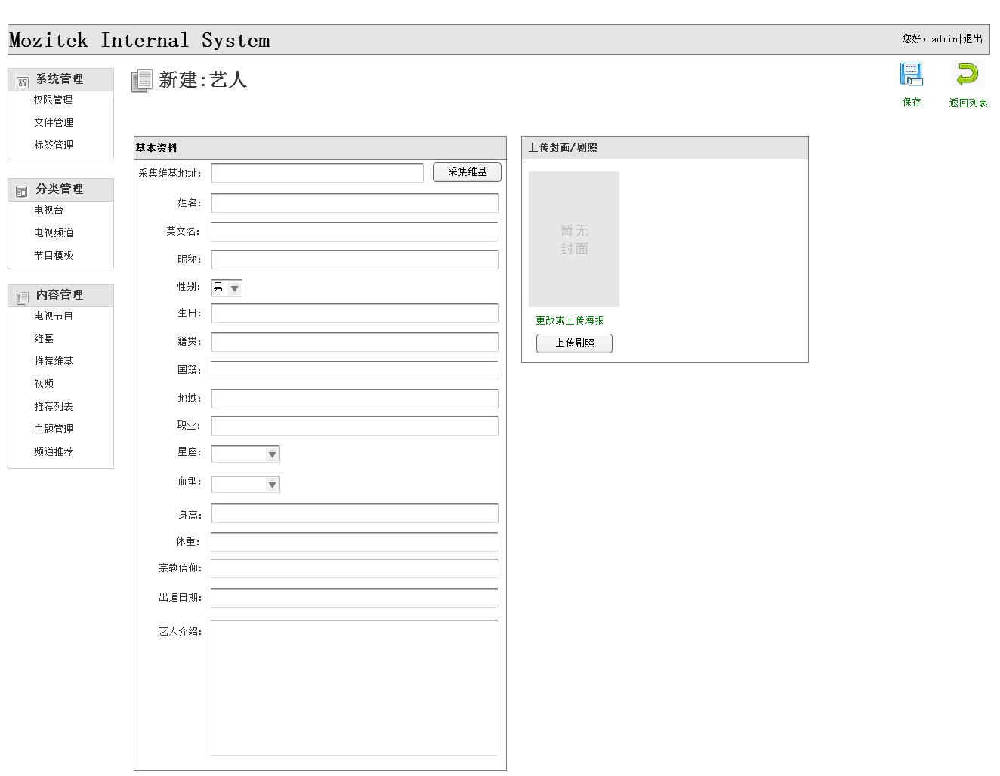 Mozitek Internal System
您好，admin|退出
系统管理
权限管理
文件管理
标签管理
分类管理
电视台
电视频道
节目模板
内容管理
电视节目
维基
推荐维基
视频
推荐列表
主题管理
频道推荐
新建:艺人
保存
返回列表
基本资料
采集维基地址:
采集维基
姓名:
英文名:
昵称:
性别:
男
生日:
籍贯:
国籍:
地域:
职业:
星座:
血型:
身高:
体重:
宗教信仰:
出道日期:
艺人介绍:
上传封面/剧照
暂无
封面
更改或上传海报
上传剧照